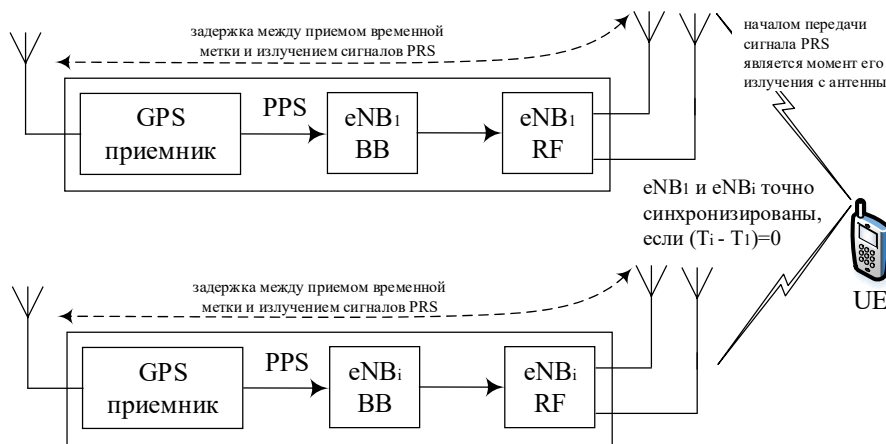 задержка между приемом временной
метки и излучением сигналов PRS
началом передачи
сигнала PRS
является момент его
излучения с антенны
GPS
приемник
PPS
eNB1
BB
eNB1
RF
eNB1 и eNBi точно
синхронизированы,
если (Ti - T1)=0
UE
задержка между приемом временной
метки и излучением сигналов PRS
GPS
приемник
PPS
eNBi
BB
eNBi
RF